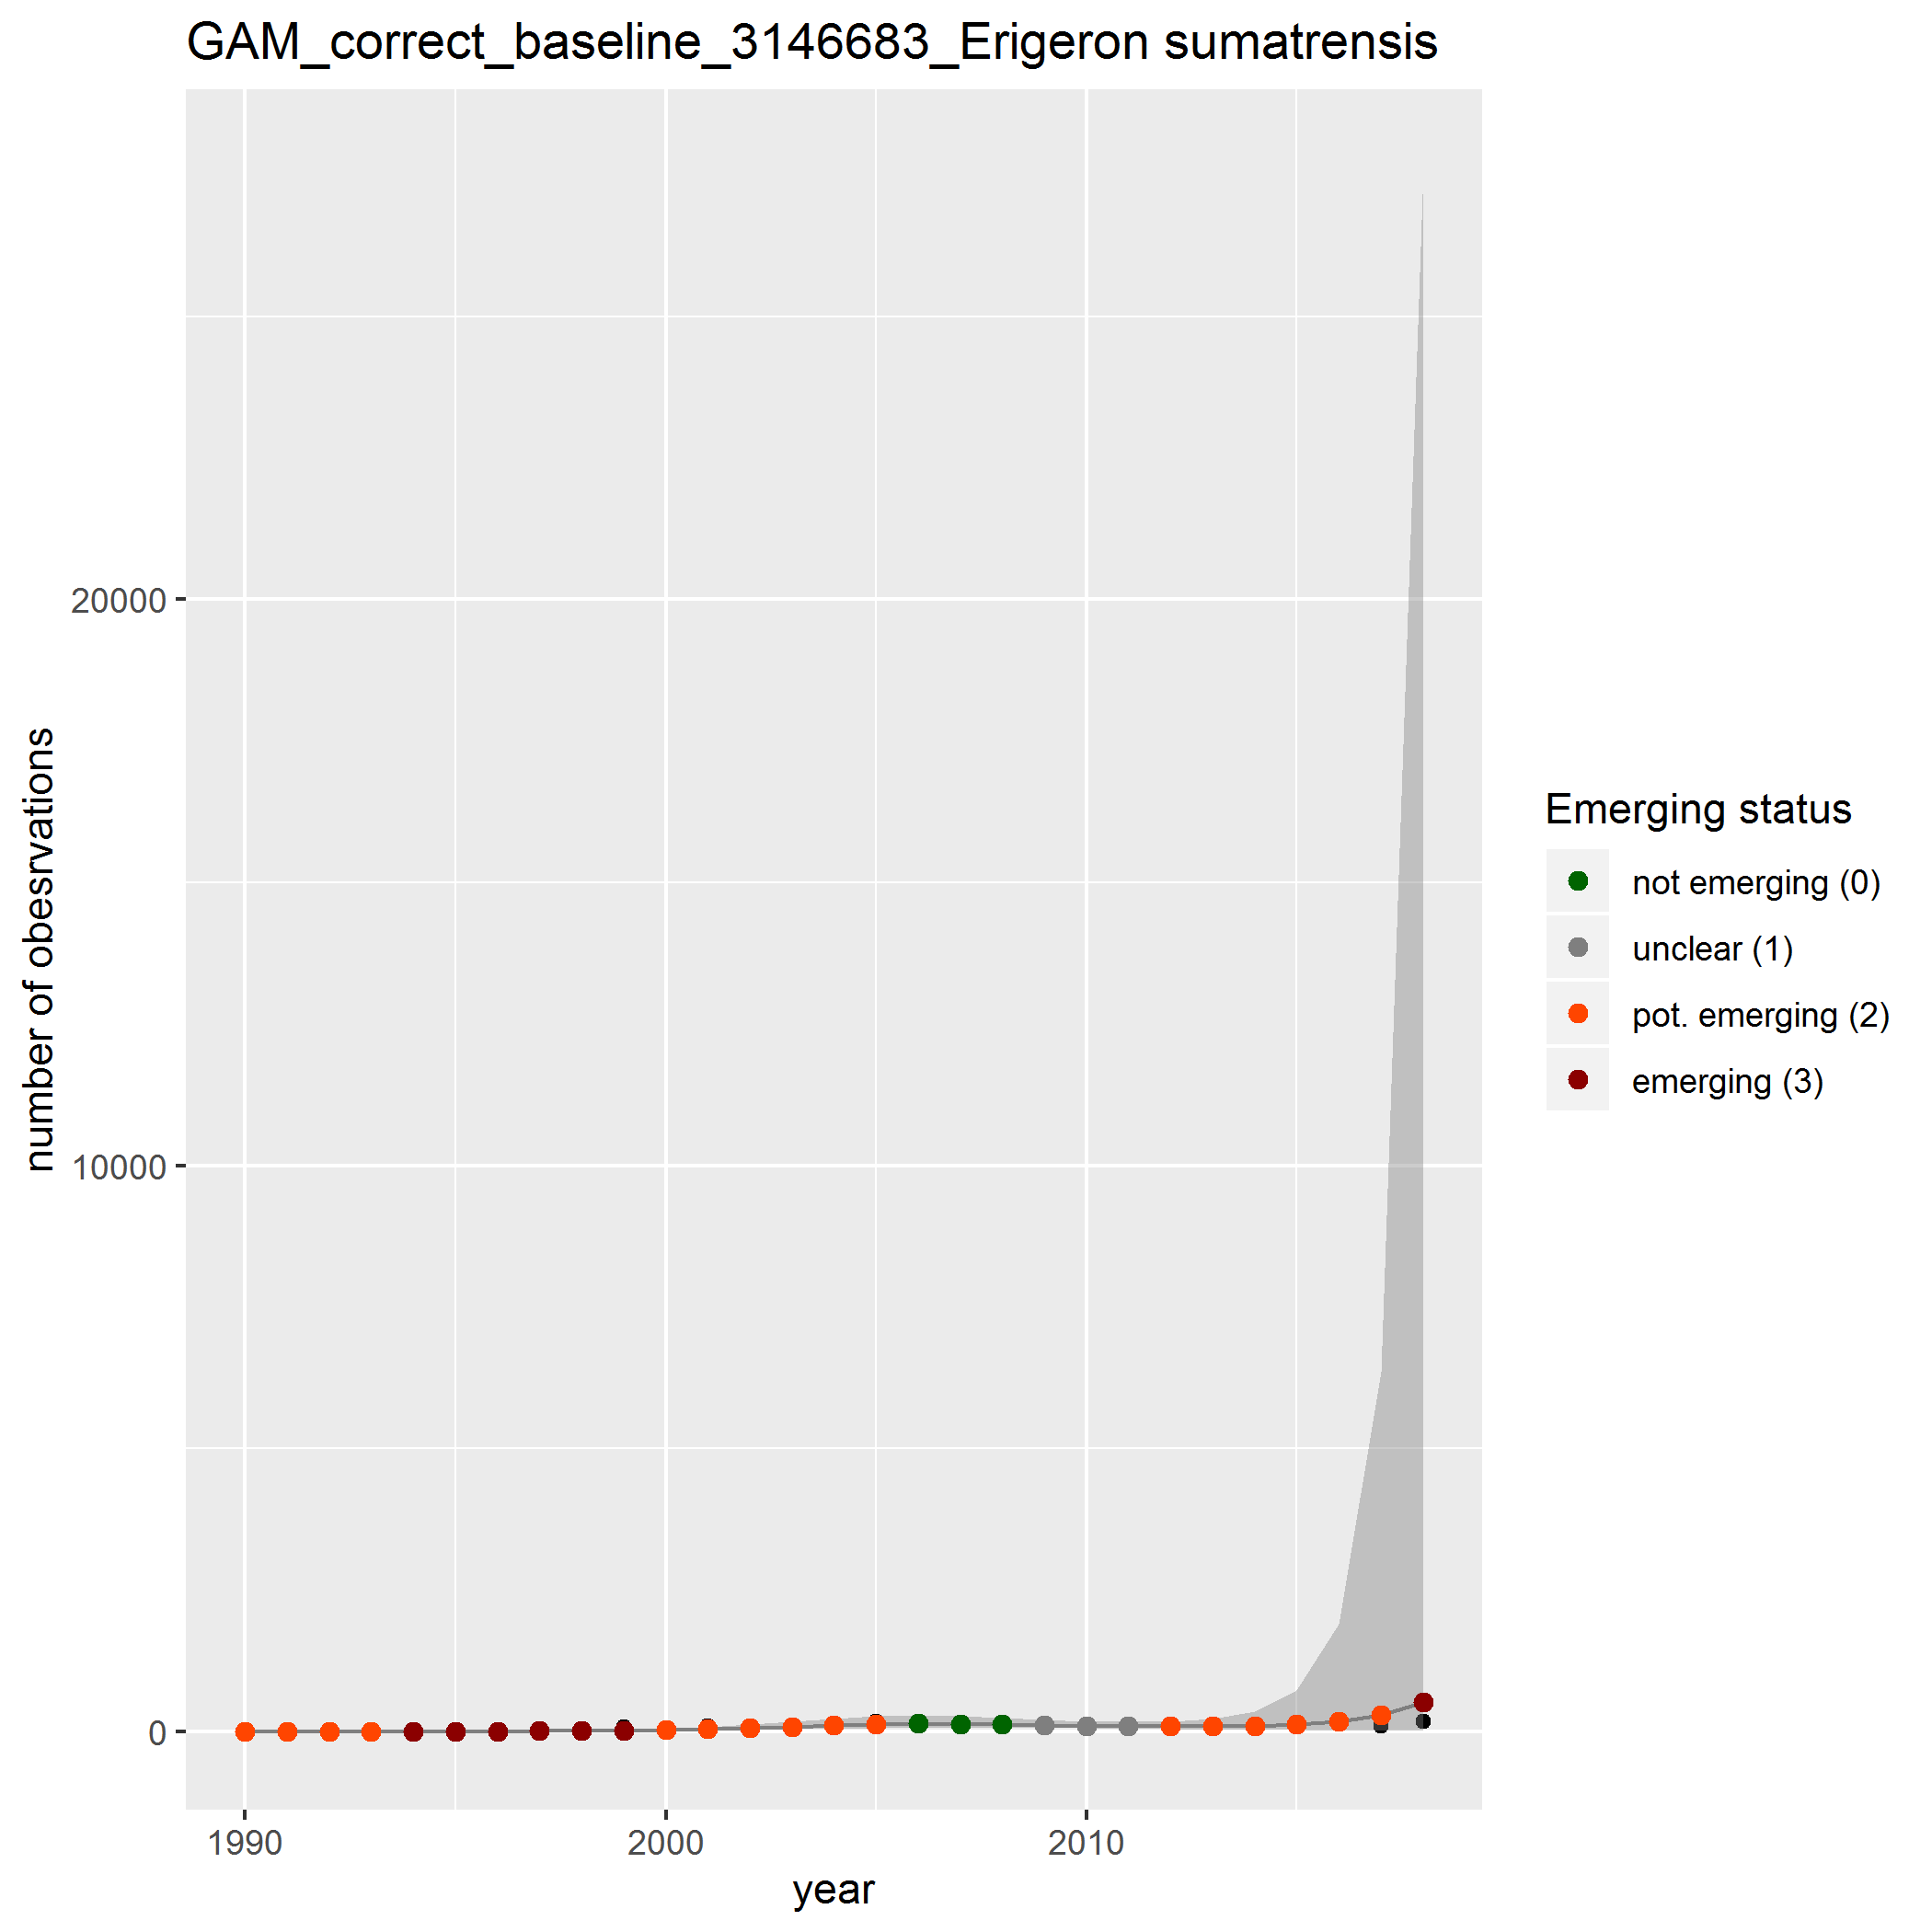 GAM_correct_baseline_3146683_Erigeron sumatrensis
number of obesrvations
20000
10000
0
1990
2000
2010
year
Emerging status
not emerging (0)
unclear (1)
pot. emerging (2)
emerging (3)